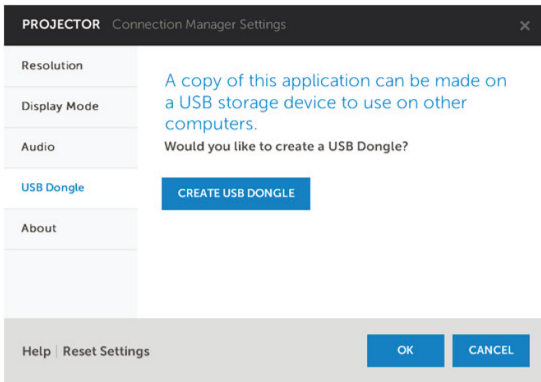 PROJECTOR Connection Manager Settings ×
Resolution
Display Mode
Audio
USB Dongle
About
A copy of this application can be made on
a USB storage device to use on other
computers.
Would you like to create a USB Dongle?
CREATE USB DONGLE
Help | Reset Settings
OK
CANCEL